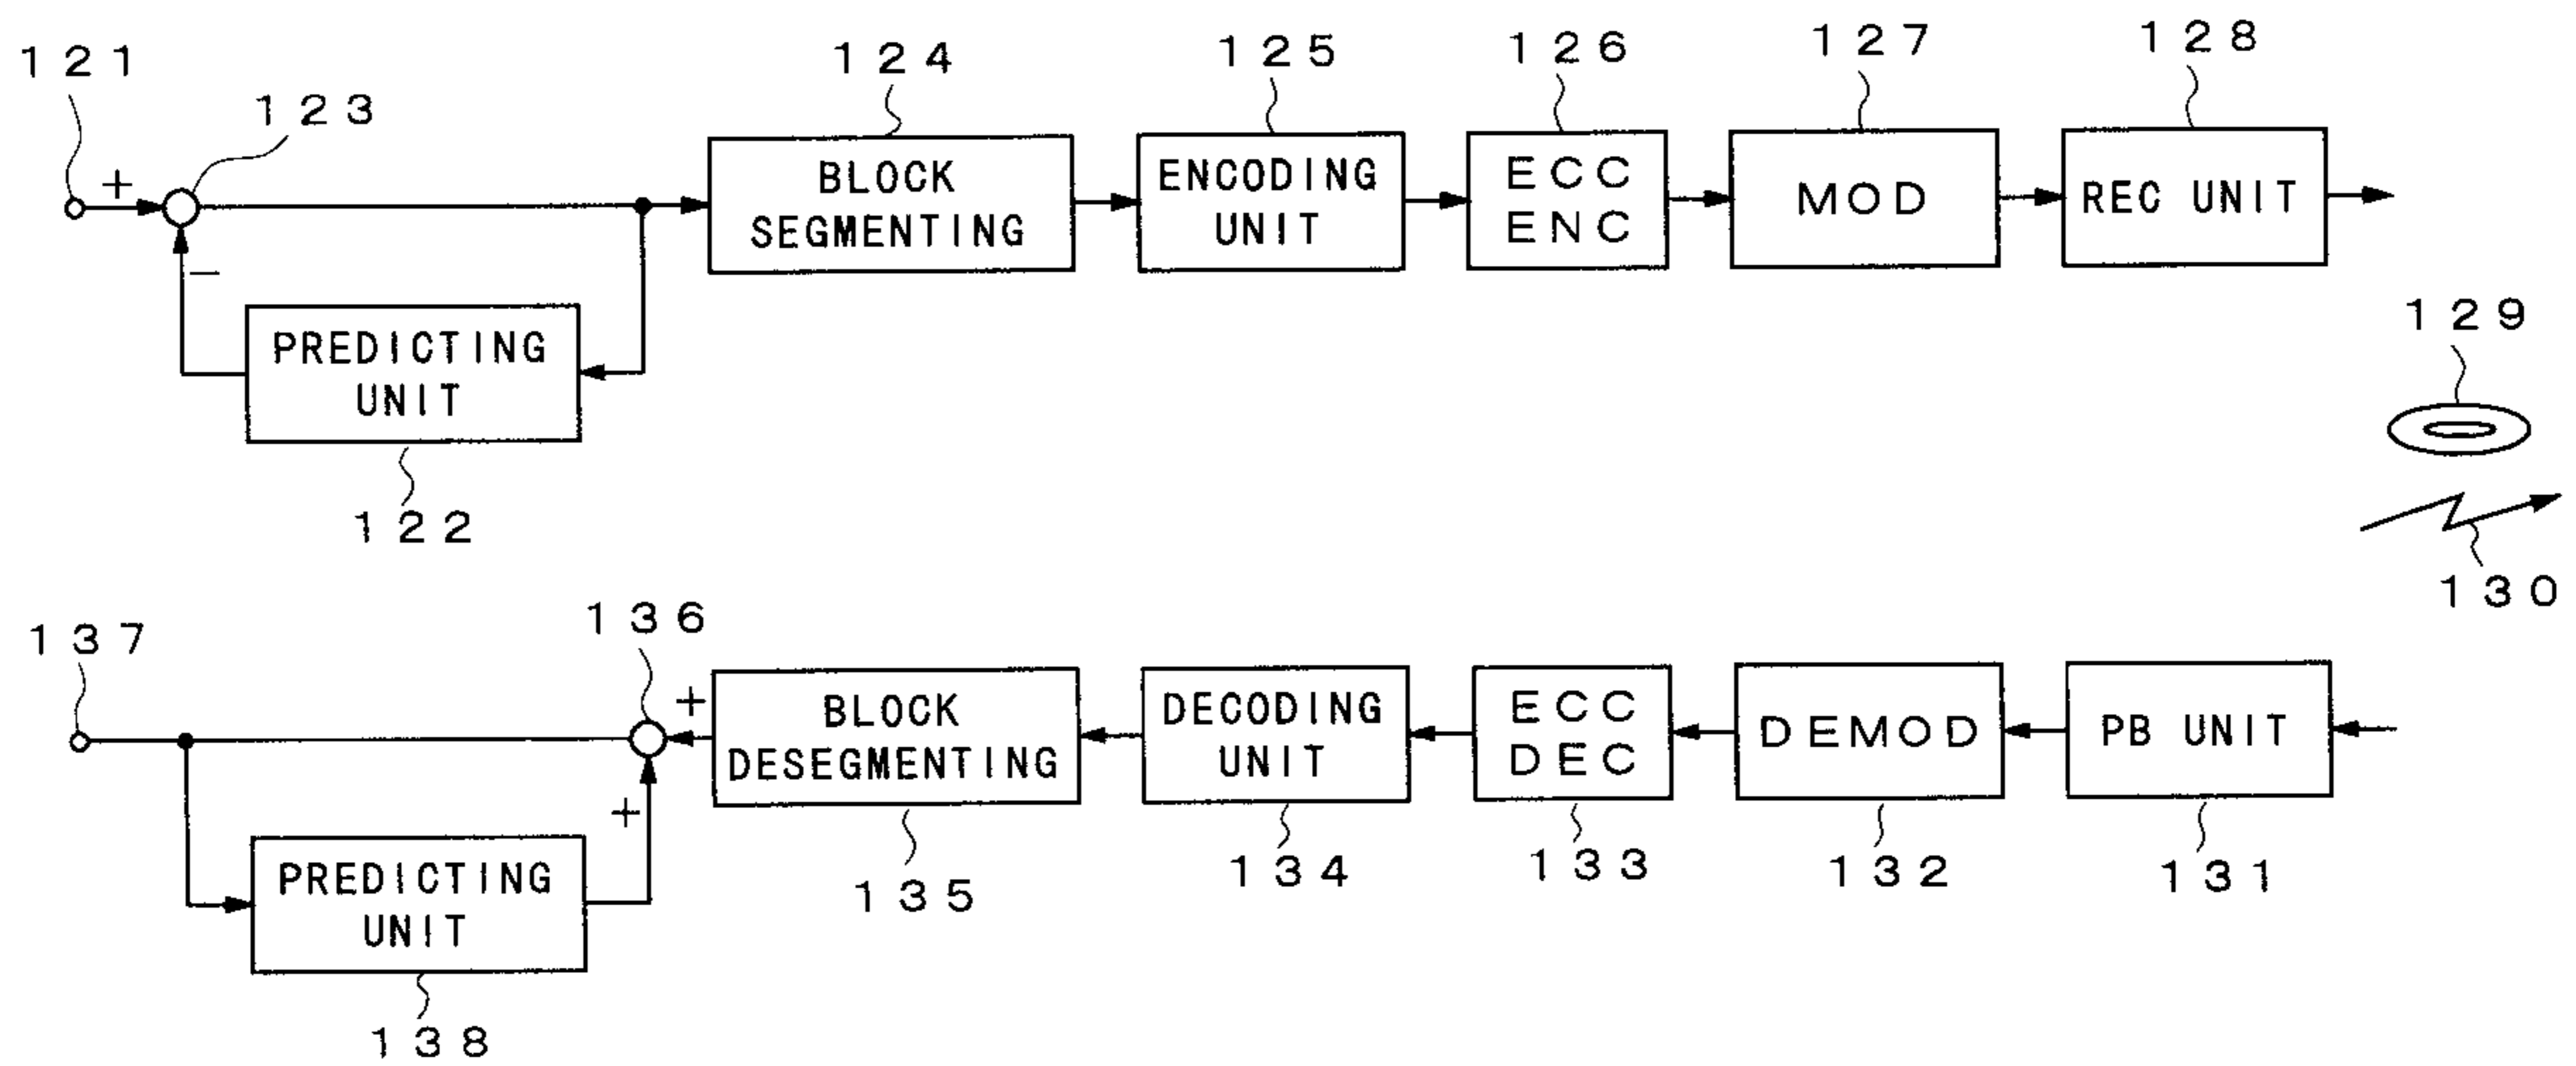 121
123
124
125
126
127
128
+
BLOCK
SEGMENTING
ENCODING
UNIT
ECC
ENC
MOD
REC UNIT
−
PREDICTING
UNIT
122
129
130
137
136
+
BLOCK
DESEGMENTING
DECODING
UNIT
ECC
DEC
DEMOD
PB UNIT
+
PREDICTING
UNIT
135
134
133
132
131
138